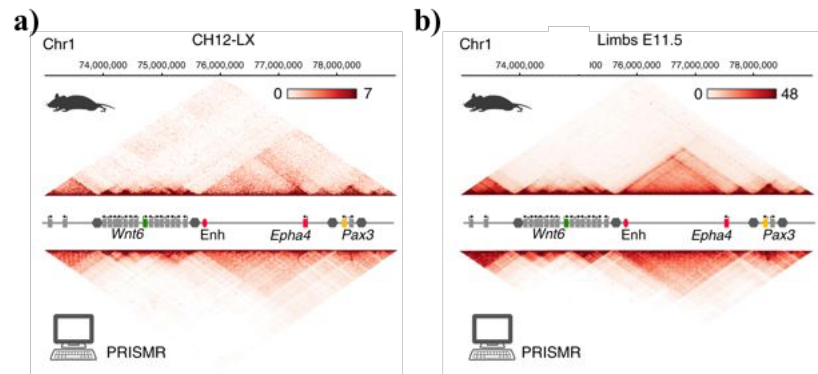 a)
Chr1
CH12-LX
74,000,000 75,000,000 76,000,000 77,000,000 78,000,000
0 7
Wnt6 Enh Epha4 Pax3
PRISMR
b)
Chr1
Limbs E11.5
74,000,000 000 76,000,000 77,000,000 78,000,000
0 48
Wnt6 Enh Epha4 Pax3
PRISMR